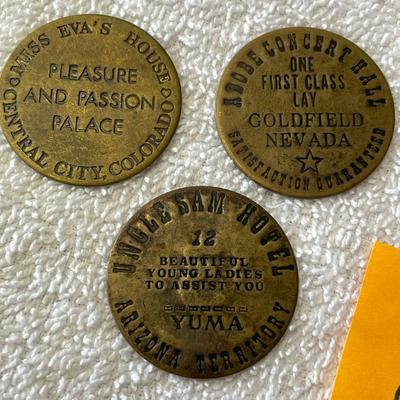 MISS EVA'S HOUSE
PLEASURE
AND PASSION
PALACE
CENTRAL CITY, COLORADO
ADOBE CONCERT HALL
ONE
FIRST CLASS
LAY
GOLDFIELD
NEVADA
SATISFACTION GUARANTEED
UNCLE SAM HOTEL
12
BEAUTIFUL
YOUNG LADIES
TO ASSIST YOU
YUMA
ARIZONA TERRITORY